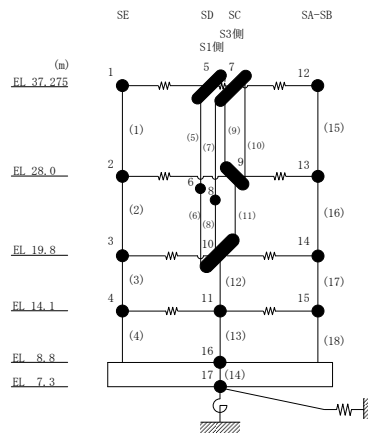 SE SD SC SA-SB
S3側
S1側
(m)
1 5 7 12
EL 37.275
(1) (5) (7) (9) (10) (15)
2 9 13
EL 28.0
6 8
(2) (6) (8) (11) (16)
3 10 14
EL 19.8
(3) (12) (17)
4 11 15
EL 14.1
(4) (13) (18)
16
EL 8.8
17 (14)
EL 7.3